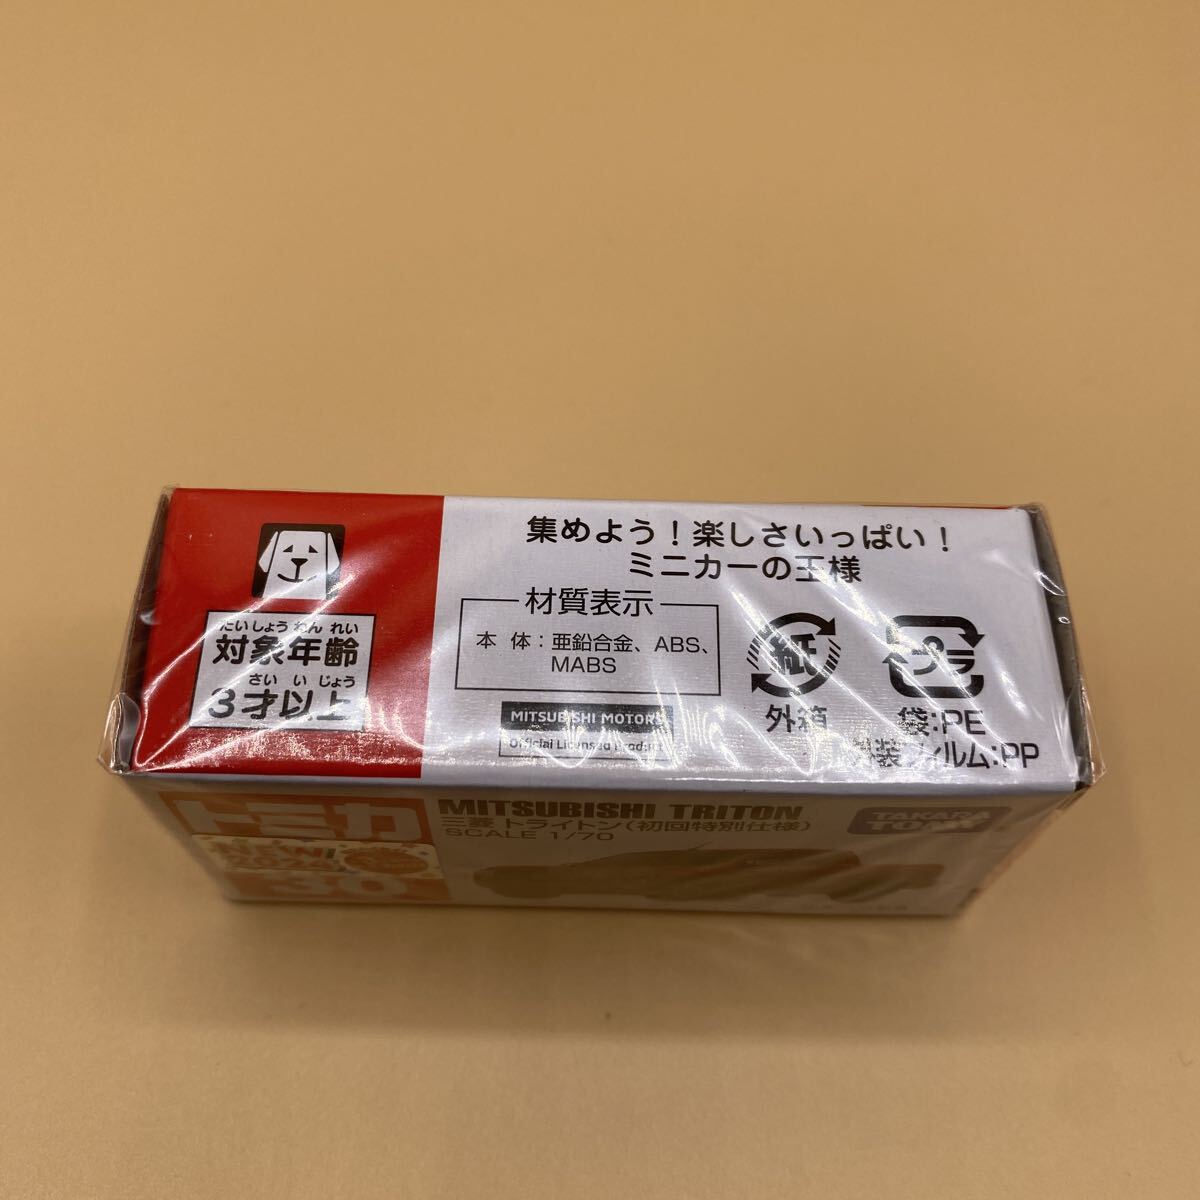 集めよう!楽しさいっぱい!
ミニカーの王様
たいしょうねんれい
対象年齢
さいいじょう
3才以上
材質表示
本体:亜鉛合金、ABS、
MABS
MITSUBISHI MOTORS
Official Licensed Product
紙
外箱
プラ
袋:PE
外装フィルム:PP
トミカ
NEW
30
MITSUBISHI TRITON
三菱 トライトン(初回特別仕様)
SCALE 1/70
TAKARA
TOMY